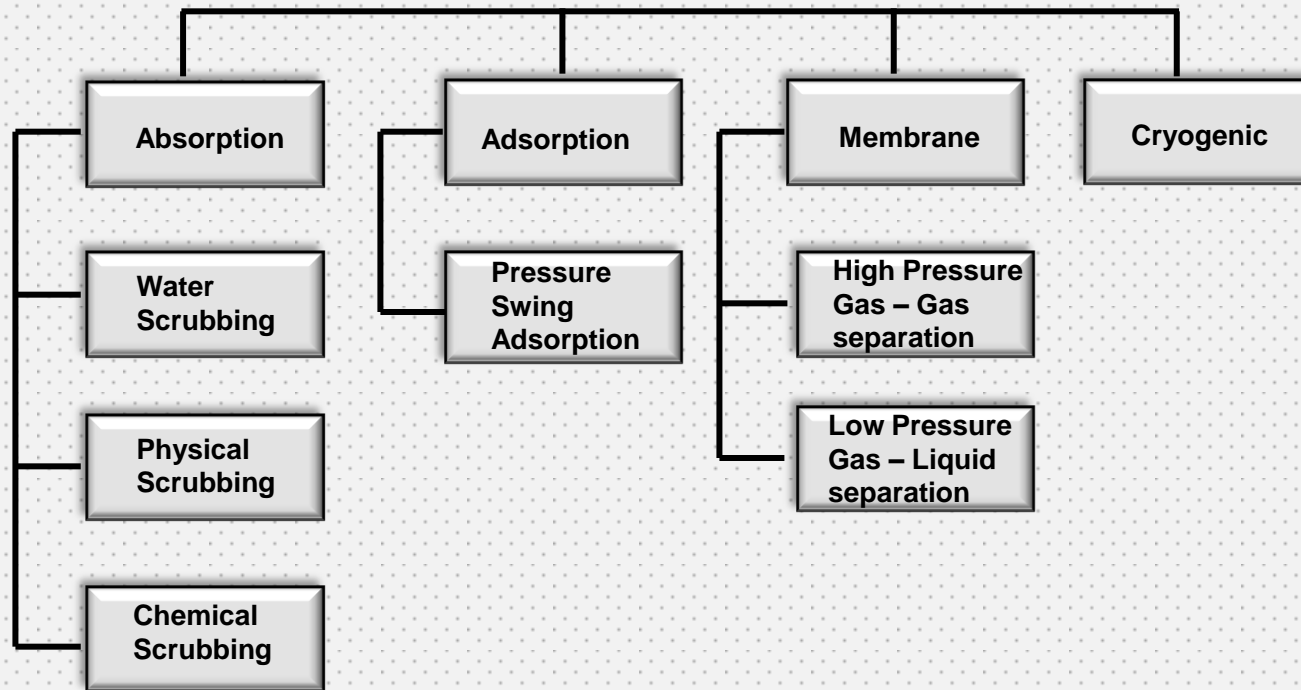 Absorption
Adsorption
Membrane
Cryogenic
Water
Scrubbing
Pressure
Swing
Adsorption
High Pressure
Gas – Gas
separation
Physical
Scrubbing
Low Pressure
Gas – Liquid
separation
Chemical
Scrubbing